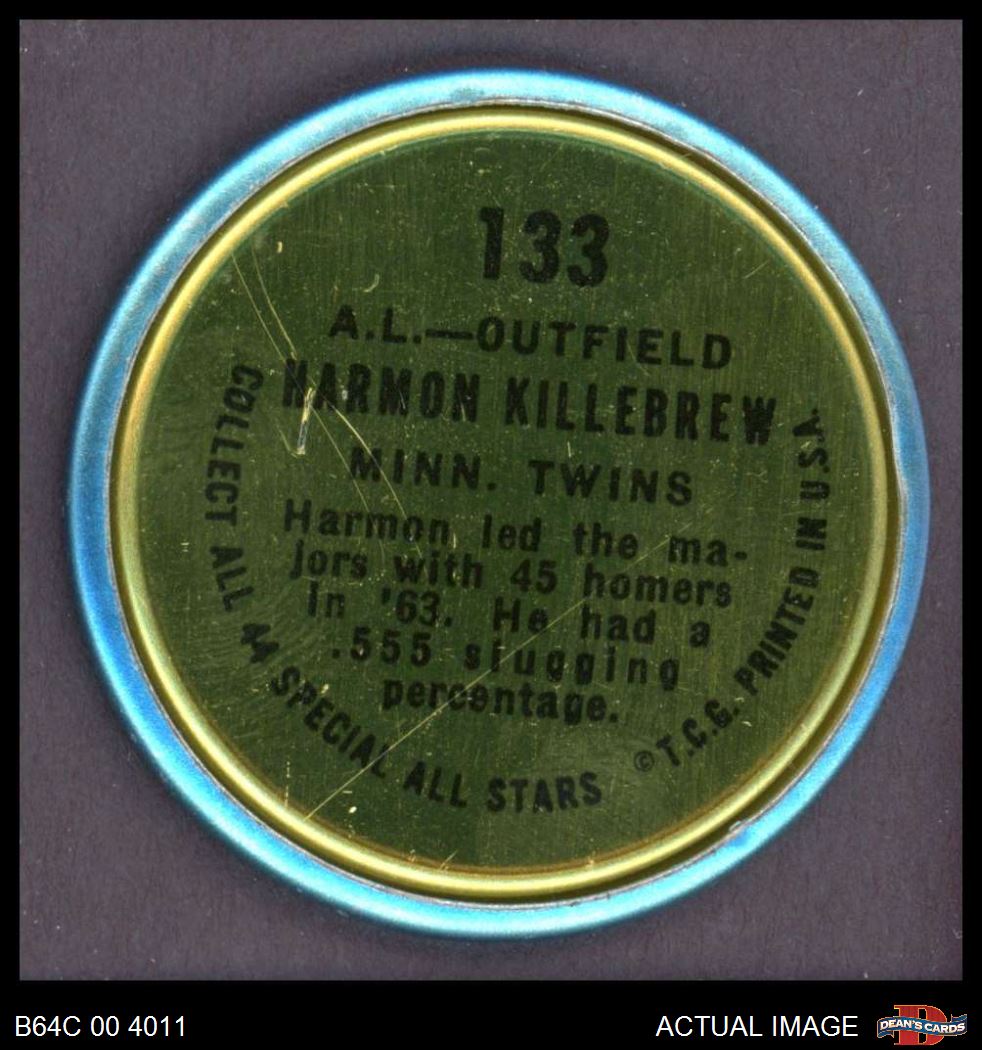 133
A.L.—OUTFIELD
HARMON KILLEBREW
MINN. TWINS
Harmon led the ma-
jors with 45 homers
in '63. He had a
.555 slugging
percentage.
COLLECT ALL 44 SPECIAL ALL STARS
© T.C.G. PRINTED IN U.S.A.
B64C 00 4011
ACTUAL IMAGE
DEAN'S CARDS